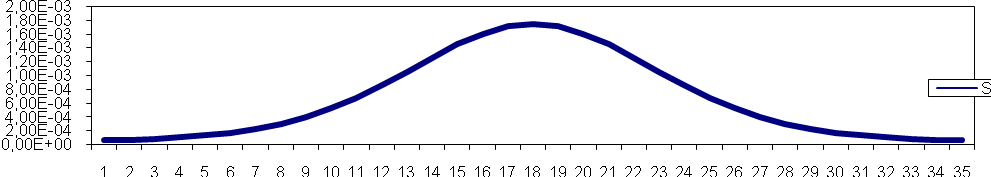 2,00E-03
1,80E-03
1,60E-03
1,40E-03
1,20E-03
1,00E-03
8,00E-04
6,00E-04
4,00E-04
2,00E-04
0,00E+00
S
1 2 3 4 5 6 7 8 9 10 11 12 13 14 15 16 17 18 19 20 21 22 23 24 25 26 27 28 29 30 31 32 33 34 35